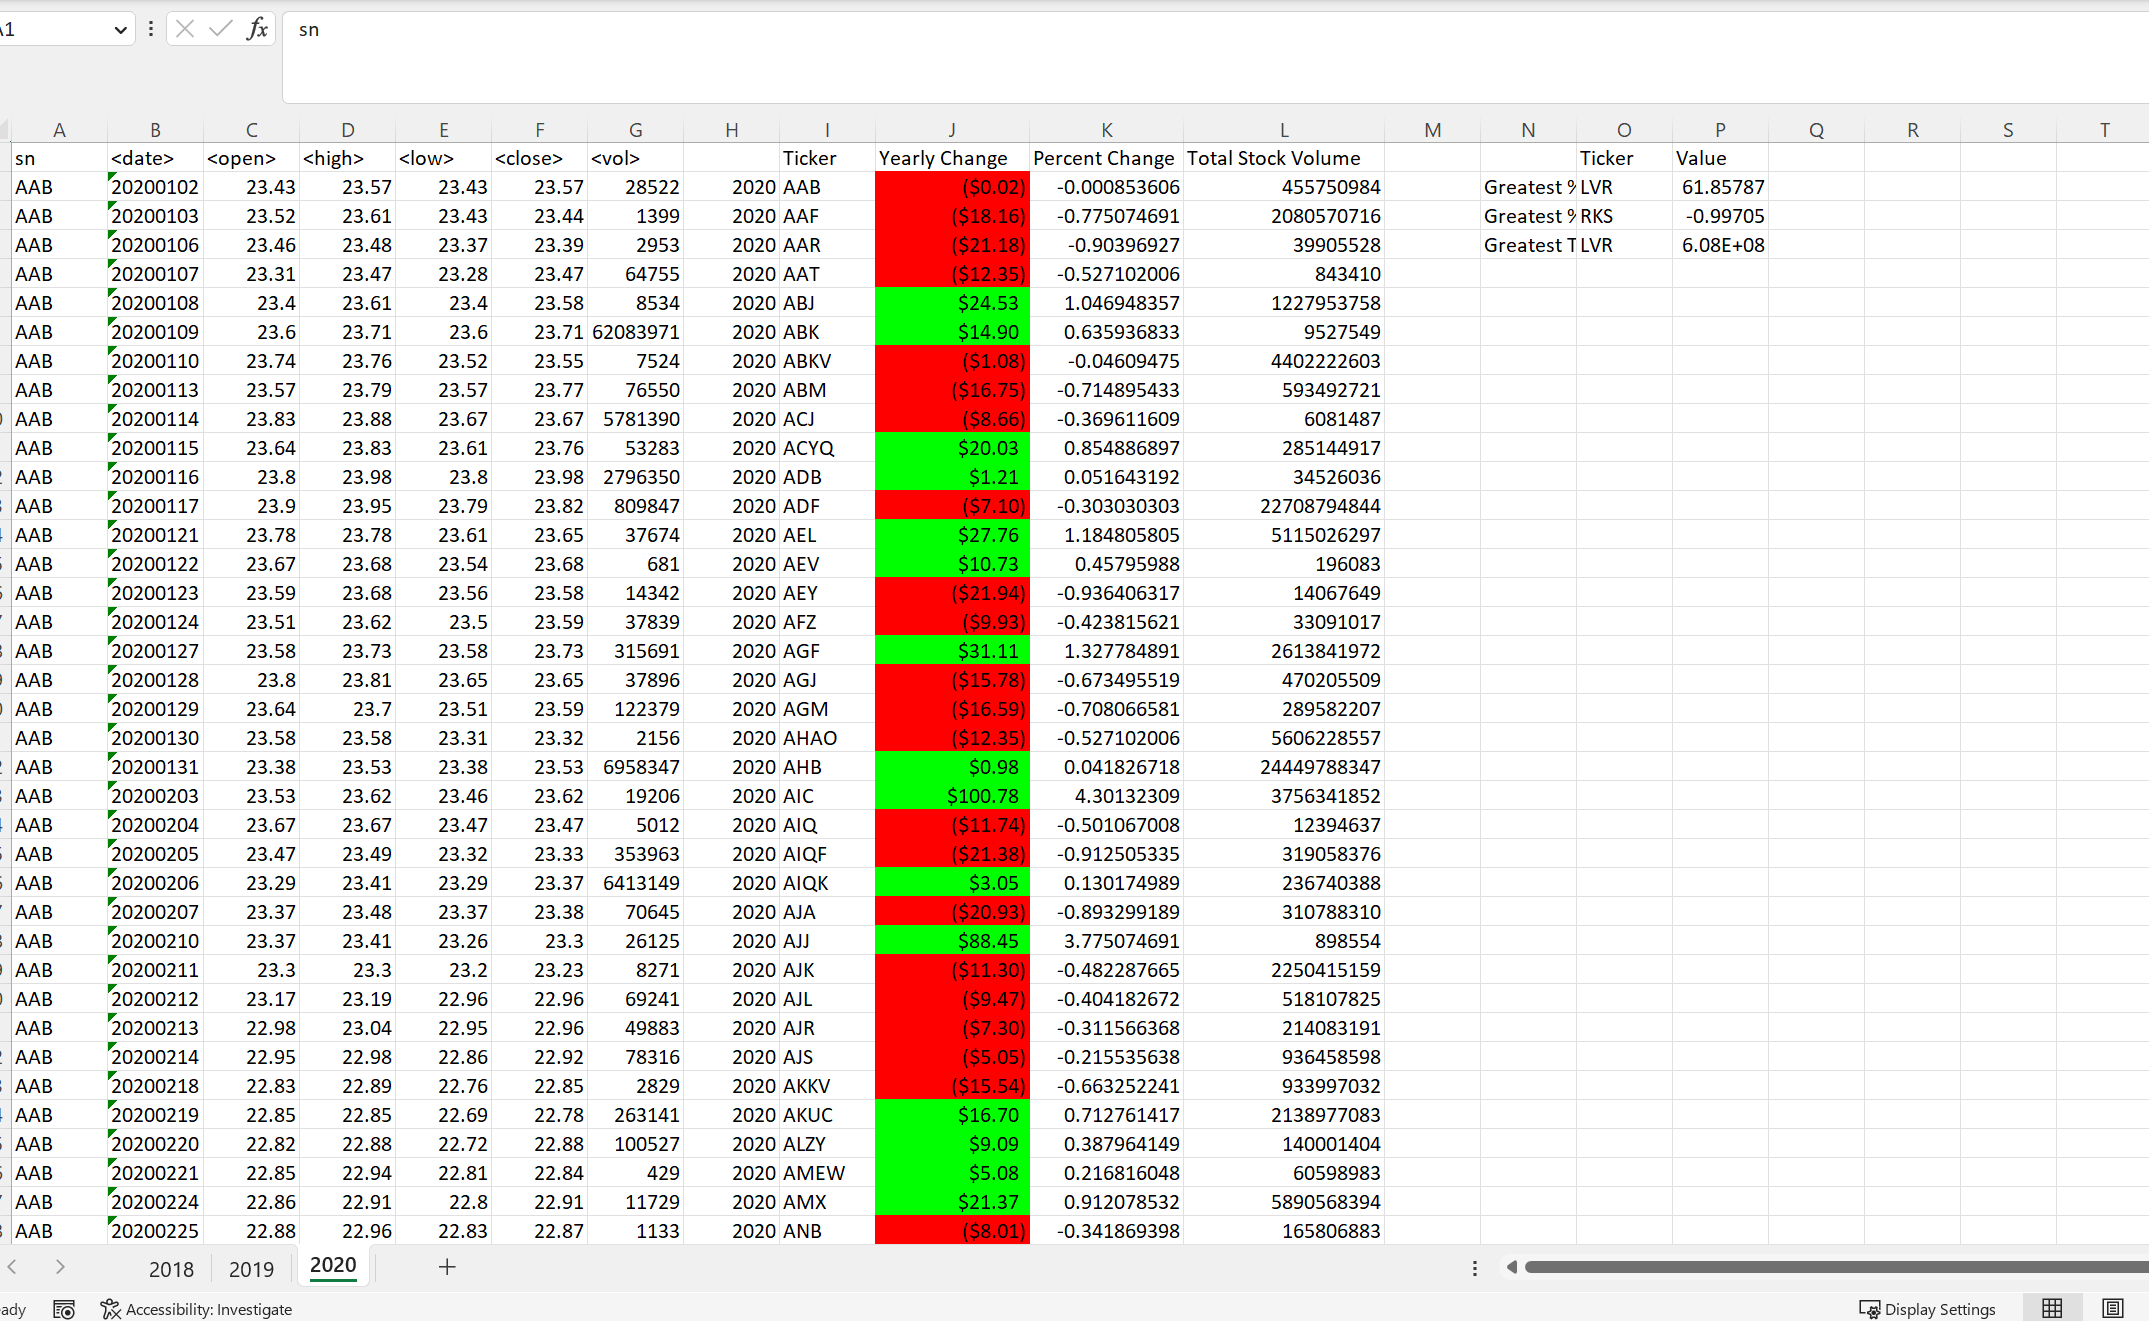 A1 fx sn
A B C D E F G H I J K L M N O P Q R S T
sn <date> <open> <high> <low> <close> <vol> Ticker Yearly Change Percent Change Total Stock Volume Ticker Value
AAB 20200102 23.43 23.57 23.43 23.57 28522 2020 AAB ($0.02) -0.000853606 455750984 Greatest % LVR 61.85787
AAB 20200103 23.52 23.61 23.43 23.44 1399 2020 AAF ($18.16) -0.775074691 2080570716 Greatest % RKS -0.99705
AAB 20200106 23.46 23.48 23.37 23.39 2953 2020 AAR ($21.18) -0.90396927 39905528 Greatest T LVR 6.08E+08
AAB 20200107 23.31 23.47 23.28 23.47 64755 2020 AAT ($12.35) -0.527102006 843410
AAB 20200108 23.4 23.61 23.4 23.58 8534 2020 ABJ $24.53 1.046948357 1227953758
AAB 20200109 23.6 23.71 23.6 23.71 62083971 2020 ABK $14.90 0.635936833 9527549
AAB 20200110 23.74 23.76 23.52 23.55 7524 2020 ABKV ($1.08) -0.04609475 4402222603
AAB 20200113 23.57 23.79 23.57 23.77 76550 2020 ABM ($16.75) -0.714895433 593492721
AAB 20200114 23.83 23.88 23.67 23.67 5781390 2020 ACJ ($8.66) -0.369611609 6081487
AAB 20200115 23.64 23.83 23.61 23.76 53283 2020 ACYQ $20.03 0.854886897 285144917
AAB 20200116 23.8 23.98 23.8 23.98 2796350 2020 ADB $1.21 0.051643192 34526036
AAB 20200117 23.9 23.95 23.79 23.82 809847 2020 ADF ($7.10) -0.303030303 22708794844
AAB 20200121 23.78 23.78 23.61 23.65 37674 2020 AEL $27.76 1.184805805 5115026297
AAB 20200122 23.67 23.68 23.54 23.68 681 2020 AEV $10.73 0.45795988 196083
AAB 20200123 23.59 23.68 23.56 23.58 14342 2020 AEY ($21.94) -0.936406317 14067649
AAB 20200124 23.51 23.62 23.5 23.59 37839 2020 AFZ ($9.93) -0.423815621 33091017
AAB 20200127 23.58 23.73 23.58 23.73 315691 2020 AGF $31.11 1.327784891 2613841972
AAB 20200128 23.8 23.81 23.65 23.65 37896 2020 AGJ ($15.78) -0.673495519 470205509
AAB 20200129 23.64 23.7 23.51 23.59 122379 2020 AGM ($16.59) -0.708066581 289582207
AAB 20200130 23.58 23.58 23.31 23.32 2156 2020 AHAO ($12.35) -0.527102006 5606228557
AAB 20200131 23.38 23.53 23.38 23.53 6958347 2020 AHB $0.98 0.041826718 24449788347
AAB 20200203 23.53 23.62 23.46 23.62 19206 2020 AIC $100.78 4.30132309 3756341852
AAB 20200204 23.67 23.67 23.47 23.47 5012 2020 AIQ ($11.74) -0.501067008 12394637
AAB 20200205 23.47 23.49 23.32 23.33 353963 2020 AIQF ($21.38) -0.912505335 319058376
AAB 20200206 23.29 23.41 23.29 23.37 6413149 2020 AIQK $3.05 0.130174989 236740388
AAB 20200207 23.37 23.48 23.37 23.38 70645 2020 AJA ($20.93) -0.893299189 310788310
AAB 20200210 23.37 23.41 23.26 23.3 26125 2020 AJJ $88.45 3.775074691 898554
AAB 20200211 23.3 23.3 23.2 23.23 8271 2020 AJK ($11.30) -0.482287665 2250415159
AAB 20200212 23.17 23.19 22.96 22.96 69241 2020 AJL ($9.47) -0.404182672 518107825
AAB 20200213 22.98 23.04 22.95 22.96 49883 2020 AJR ($7.30) -0.311566368 214083191
AAB 20200214 22.95 22.98 22.86 22.92 78316 2020 AJS ($5.05) -0.215535638 936458598
AAB 20200218 22.83 22.89 22.76 22.85 2829 2020 AKKV ($15.54) -0.663252241 933997032
AAB 20200219 22.85 22.85 22.69 22.78 263141 2020 AKUC $16.70 0.712761417 2138977083
AAB 20200220 22.82 22.88 22.72 22.88 100527 2020 ALZY $9.09 0.387964149 140001404
AAB 20200221 22.85 22.94 22.81 22.84 429 2020 AMEW $5.08 0.216816048 60598983
AAB 20200224 22.86 22.91 22.8 22.91 11729 2020 AMX $21.37 0.912078532 5890568394
AAB 20200225 22.88 22.96 22.83 22.87 1133 2020 ANB ($8.01) -0.341869398 165806883
2018 2019 2020 +
ady Accessibility: Investigate Display Settings